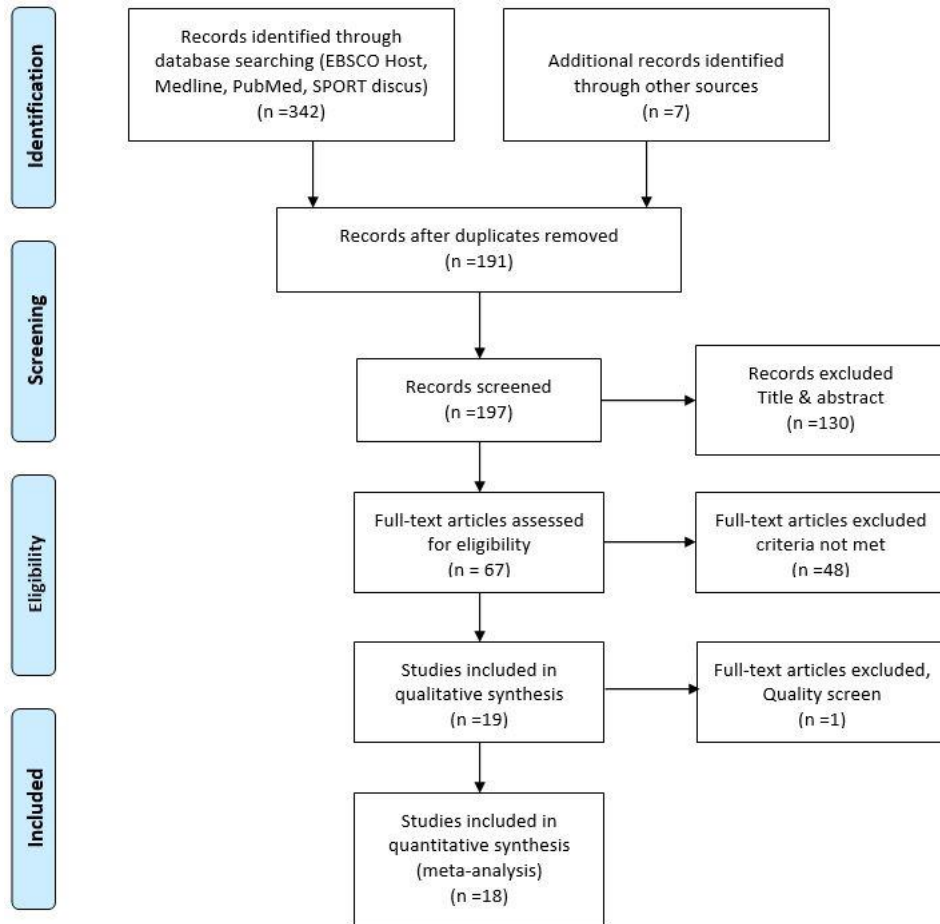 Identification
Records identified through
database searching (EBSCO Host,
Medline, PubMed, SPORT discus)
(n =342)
Additional records identified
through other sources
(n =7)
Records after duplicates removed
(n =191)
Screening
Records screened
(n =197)
Records excluded
Title & abstract
(n =130)
Eligibility
Full-text articles assessed
for eligibility
(n = 67)
Full-text articles excluded
criteria not met
(n =48)
Studies included in
qualitative synthesis
(n =19)
Full-text articles excluded,
Quality screen
(n =1)
Included
Studies included in
quantitative synthesis
(meta-analysis)
(n =18)